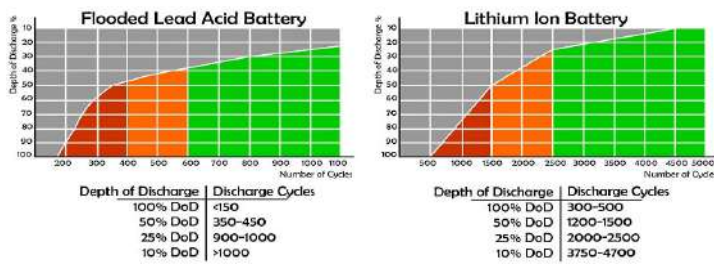 Flooded Lead Acid Battery
Depth of Discharge %
10
20
30
40
50
60
70
80
90
100
200 300 400 500 600 700 800 900 1000 1100
Number of Cycles
Depth of Discharge Discharge Cycles
100% DoD <150
50% DoD 350-450
25% DoD 900-1000
10% DoD >1000
Lithium Ion Battery
Depth of Discharge %
10
20
30
40
50
60
70
80
90
100
500 1000 1500 2000 2500 3000 3500 4000 4500 5000
Number of Cycles
Depth of Discharge Discharge Cycles
100% DoD 300-500
50% DoD 1200-1500
25% DoD 2000-2500
10% DoD 3750-4700